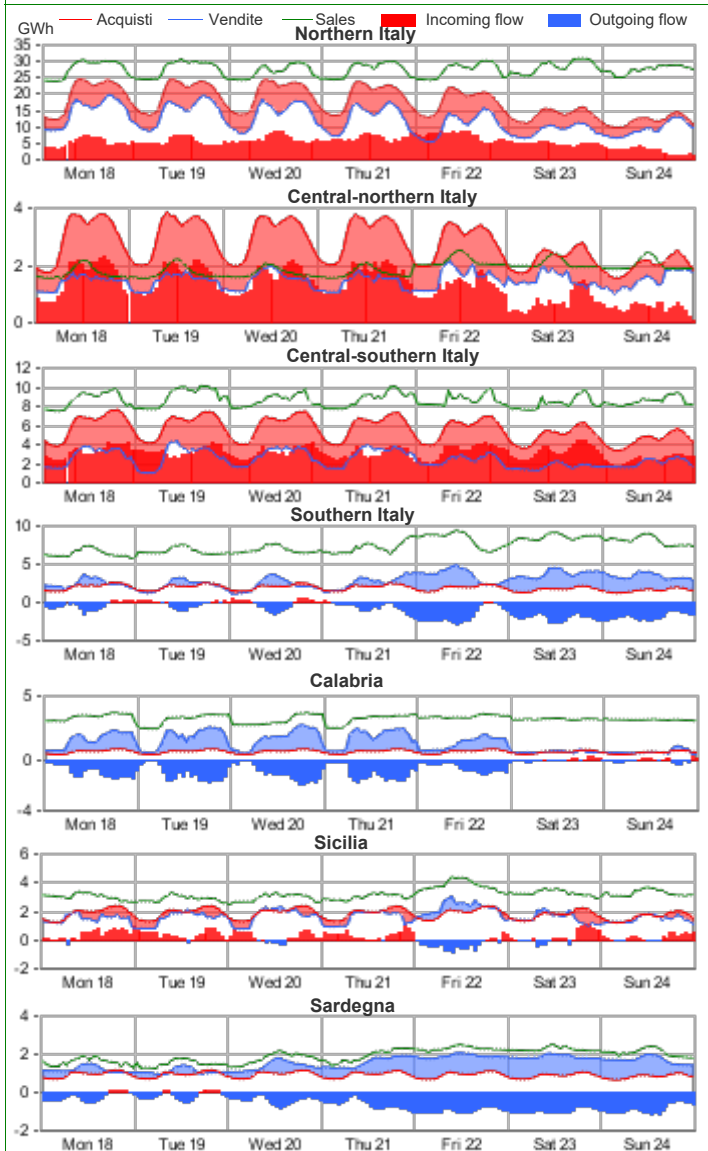 GWh
Acquisti Vendite Sales Incoming flow Outgoing flow
Northern Italy
35
30
25
20
15
10
5
0
Mon 18 Tue 19 Wed 20 Thu 21 Fri 22 Sat 23 Sun 24
Central-northern Italy
4
2
0
Mon 18 Tue 19 Wed 20 Thu 21 Fri 22 Sat 23 Sun 24
Central-southern Italy
12
10
8
6
4
2
0
Mon 18 Tue 19 Wed 20 Thu 21 Fri 22 Sat 23 Sun 24
Southern Italy
10
5
0
-5
Mon 18 Tue 19 Wed 20 Thu 21 Fri 22 Sat 23 Sun 24
Calabria
5
0
-4
Mon 18 Tue 19 Wed 20 Thu 21 Fri 22 Sat 23 Sun 24
Sicilia
6
4
2
0
-2
Mon 18 Tue 19 Wed 20 Thu 21 Fri 22 Sat 23 Sun 24
Sardegna
4
2
0
-2
Mon 18 Tue 19 Wed 20 Thu 21 Fri 22 Sat 23 Sun 24